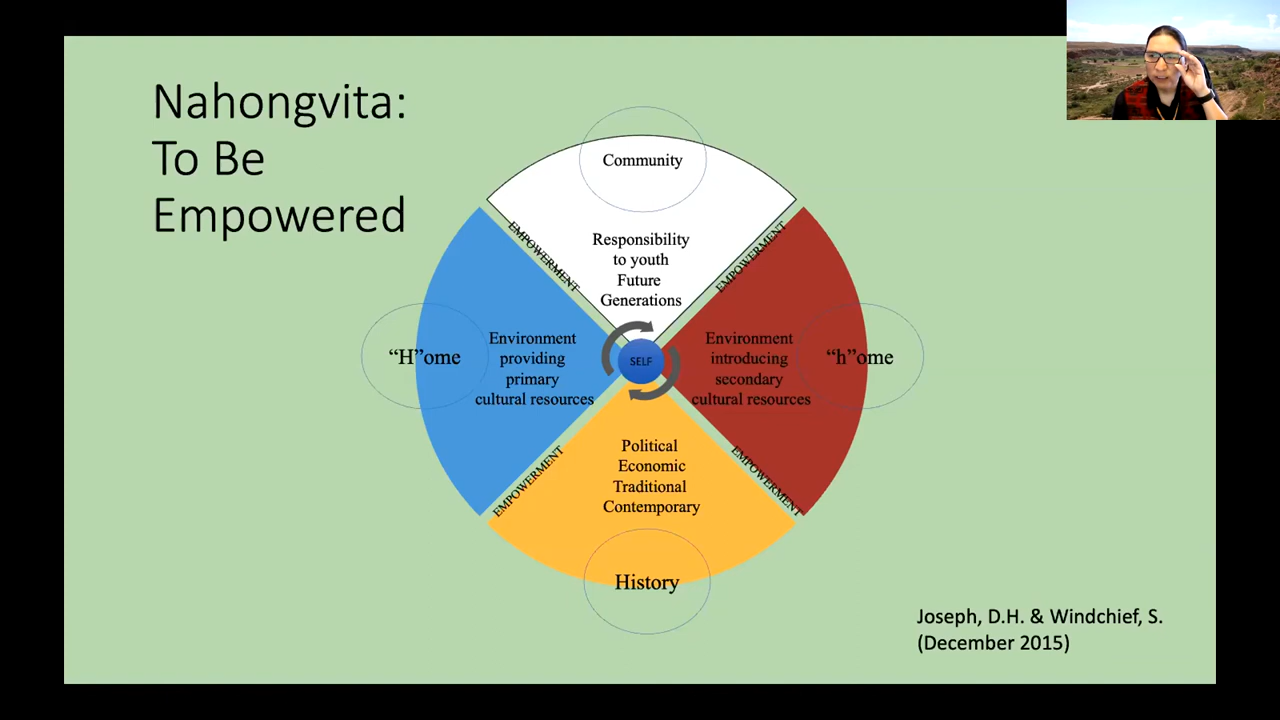 Nahongvita:
To Be
Empowered
Community
Responsibility
to youth
Future
Generations
EMPOWERMENT
EMPOWERMENT
“H”ome
Environment
providing
primary
cultural resources
SELF
Environment
introducing
secondary
cultural resources
“h”ome
EMPOWERMENT
EMPOWERMENT
Political
Economic
Traditional
Contemporary
History
Joseph, D.H. & Windchief, S.
(December 2015)